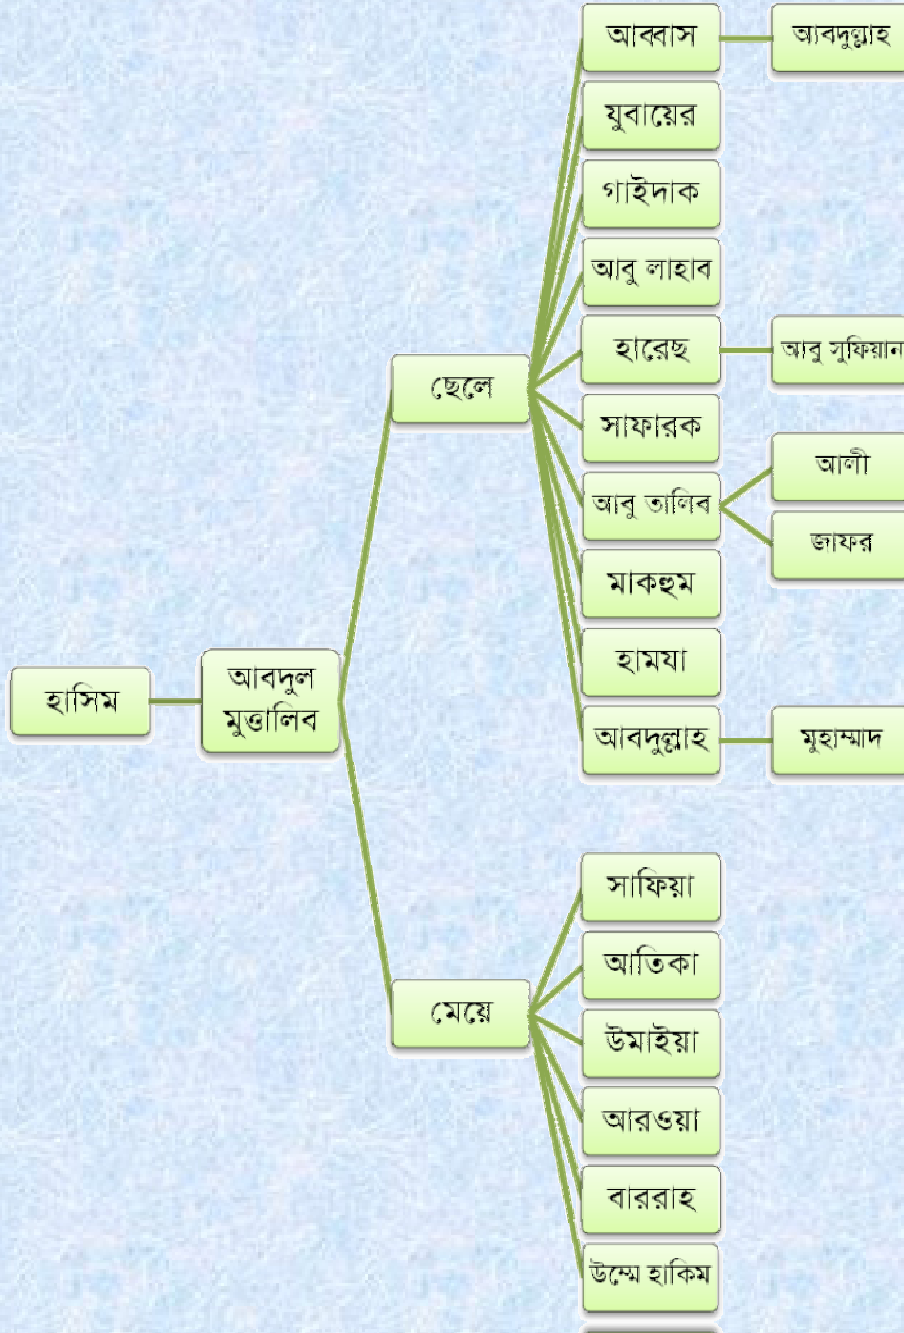 হাসিম
আবদুল
মুত্তালিব
ছেলে
আব্বাস
আবদুল্লাহ
যুবায়ের
গাইদাক
আবু লাহাব
হারেছ
আবু সুফিয়ান
সাফারক
আবু তালিব
আলী
জাফর
মাকহুম
হামযা
আবদুল্লাহ
মুহাম্মাদ
মেয়ে
সাফিয়া
আতিকা
উমাইয়া
আরওয়া
বাররাহ
উম্মে হাকিম